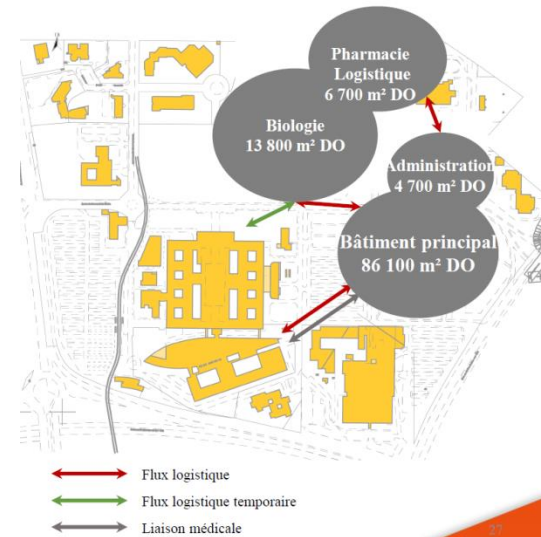 Pharmacie
Logistique
6 700 m² DO
Biologie
13 800 m² DO
Administration
4 700 m² DO
Bâtiment principal
86 100 m² DO
Flux logistique
Flux logistique temporaire
Liaison médicale
27